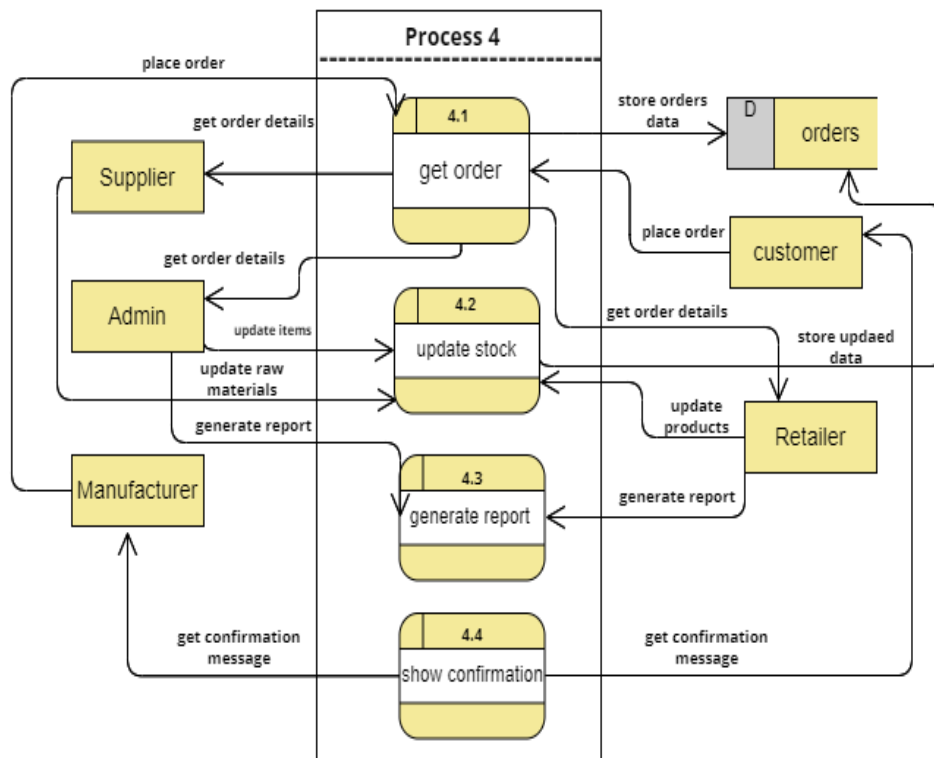 Process 4
place order
4.1
store orders
data
D
orders
get order details
Supplier
get order
place order
customer
get order details
Admin
4.2
get order details
update items
update stock
store updaed
data
update raw
materials
update
products
generate report
Retailer
Manufacturer
4.3
generate report
generate report
4.4
get confirmation
message
get confirmation
message
show confirmation